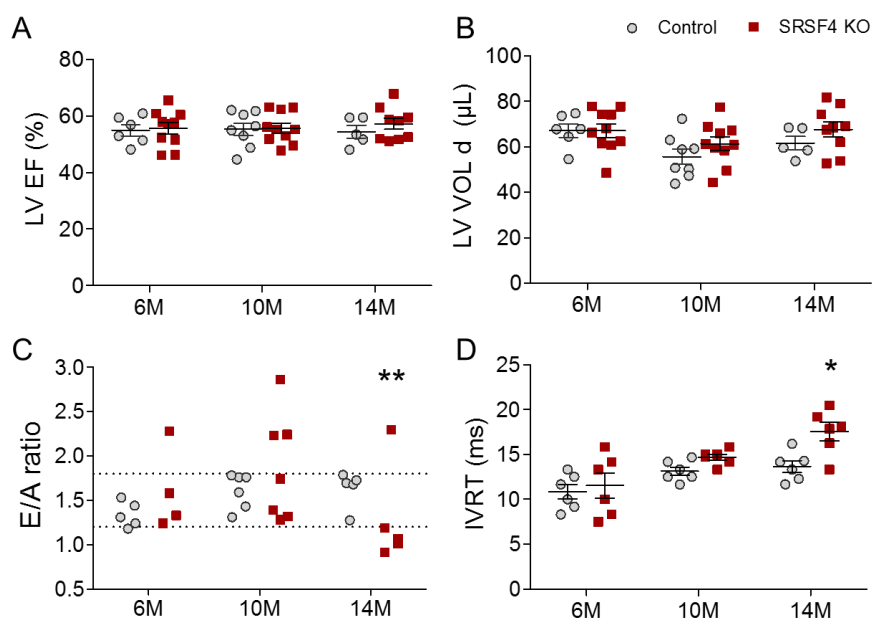 A
B
Control
SRSF4 KO
LV EF (%)
80
60
40
20
0
6M
10M
14M
LV VOL d (µL)
100
80
60
40
20
0
6M
10M
14M
C
D
E/A ratio
3.0
2.5
2.0
1.5
1.0
0.5
**
6M
10M
14M
IVRT (ms)
25
20
15
10
5
0
*
6M
10M
14M